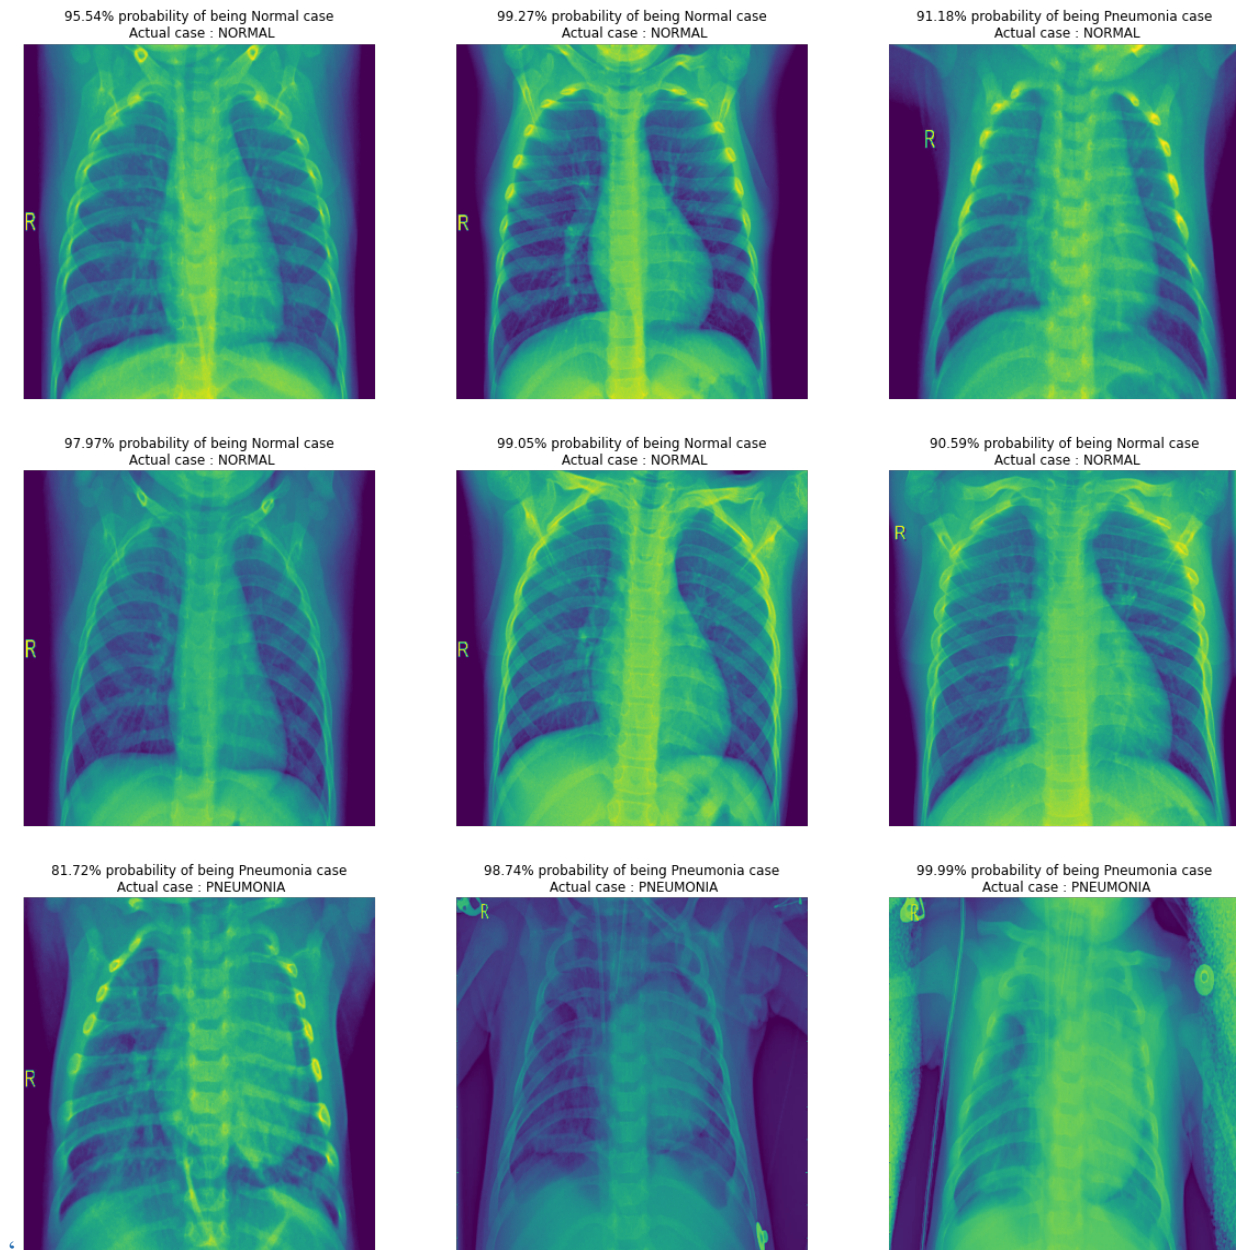 95.54% probability of being Normal case
Actual case : NORMAL
99.27% probability of being Normal case
Actual case : NORMAL
91.18% probability of being Pneumonia case
Actual case : NORMAL
R
R
R
97.97% probability of being Normal case
Actual case : NORMAL
99.05% probability of being Normal case
Actual case : NORMAL
90.59% probability of being Normal case
Actual case : NORMAL
R
R
R
81.72% probability of being Pneumonia case
Actual case : PNEUMONIA
98.74% probability of being Pneumonia case
Actual case : PNEUMONIA
99.99% probability of being Pneumonia case
Actual case : PNEUMONIA
R
R
R